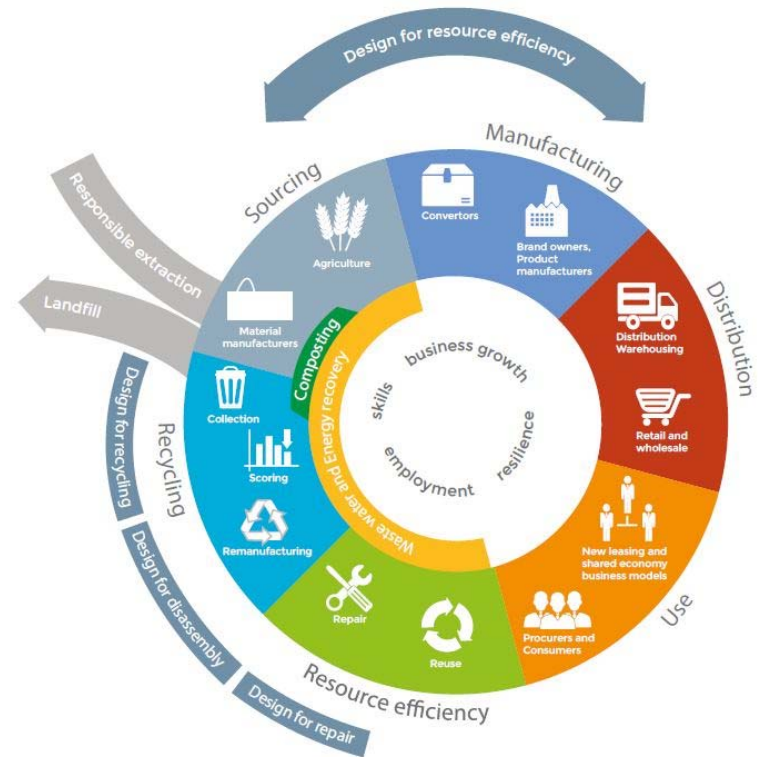 Design for resource efficiency
Manufacturing
Sourcing
Convertors
Brand owners,
Product
manufacturers
Agriculture
Responsible extraction
Landfill
Material
manufacturers
Distribution
Distribution
Warehousing
Retail and
wholesale
Composting
Waste water and Energy recovery
business growth
skills
resilience
employment
Collection
Scoring
Remanufacturing
Recycling
Design for recycling
Design for disassembly
Design for repair
New leasing and
shared economy
business models
Procurers and
Consumers
Use
Repair
Reuse
Resource efficiency